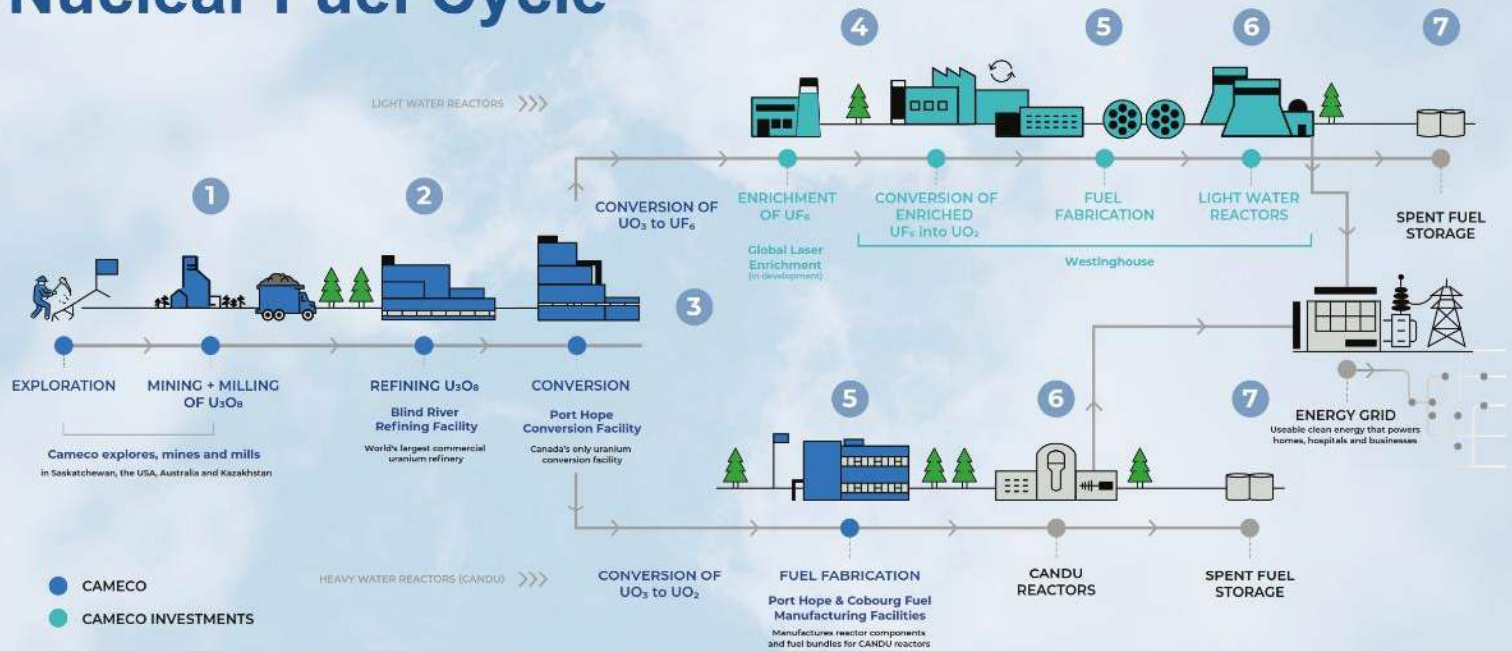 Nuclear Fuel Cycle
4
5
6
7
LIGHT WATER REACTORS >>>
1
2
CONVERSION OF
UO₃ to UF₆
ENRICHMENT
OF UF₆
Global Laser
Enrichment
(in development)
CONVERSION OF
ENRICHED
UF₆ into UO₂
FUEL
FABRICATION
LIGHT WATER
REACTORS
Westinghouse
SPENT FUEL
STORAGE
3
EXPLORATION
MINING + MILLING
OF U₃O₈
Cameco explores, mines and mills
in Saskatchewan, the USA, Australia and Kazakhstan
REFINING U₃O₈
Blind River
Refining Facility
World's largest commercial
uranium refinery
CONVERSION
Port Hope
Conversion Facility
Canada's only uranium
conversion facility
5
6
7
ENERGY GRID
Useable clean energy that powers
homes, hospitals and businesses
HEAVY WATER REACTORS (CANDU) >>>
CONVERSION OF
UO₃ to UO₂
FUEL FABRICATION
Port Hope & Cobourg Fuel
Manufacturing Facilities
Manufactures reactor components
and fuel bundles for CANDU reactors
CANDU
REACTORS
SPENT FUEL
STORAGE
CAMECO
CAMECO INVESTMENTS